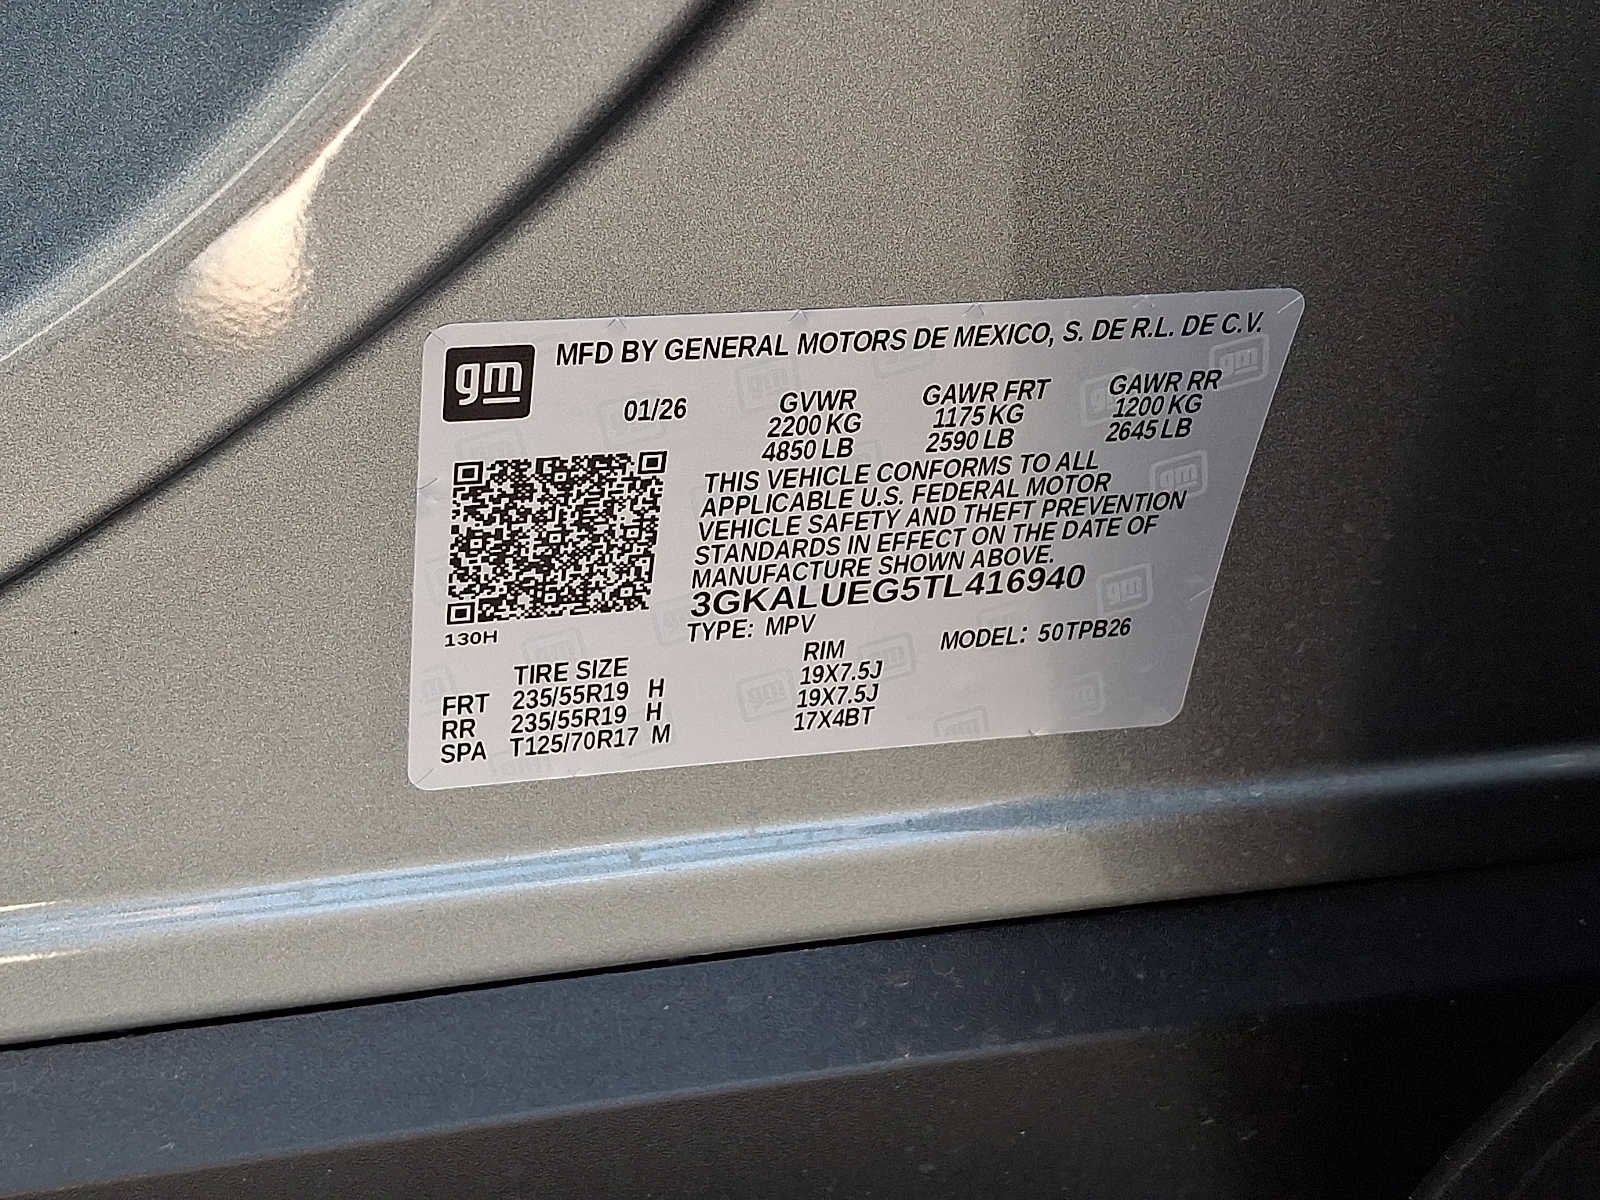 gm MFD BY GENERAL MOTORS DE MEXICO, S. DE R.L. DE C.V.
01/26 GVWR GAWR FRT GAWR RR
2200 KG 1175 KG 1200 KG
4850 LB 2590 LB 2645 LB
THIS VEHICLE CONFORMS TO ALL
APPLICABLE U.S. FEDERAL MOTOR
VEHICLE SAFETY AND THEFT PREVENTION
STANDARDS IN EFFECT ON THE DATE OF
MANUFACTURE SHOWN ABOVE.
3GKALUEG5TL416940
130H
TYPE: MPV MODEL: 50TPB26
TIRE SIZE RIM
FRT 235/55R19 H 19X7.5J
RR 235/55R19 H 19X7.5J
SPA T125/70R17 M 17X4BT